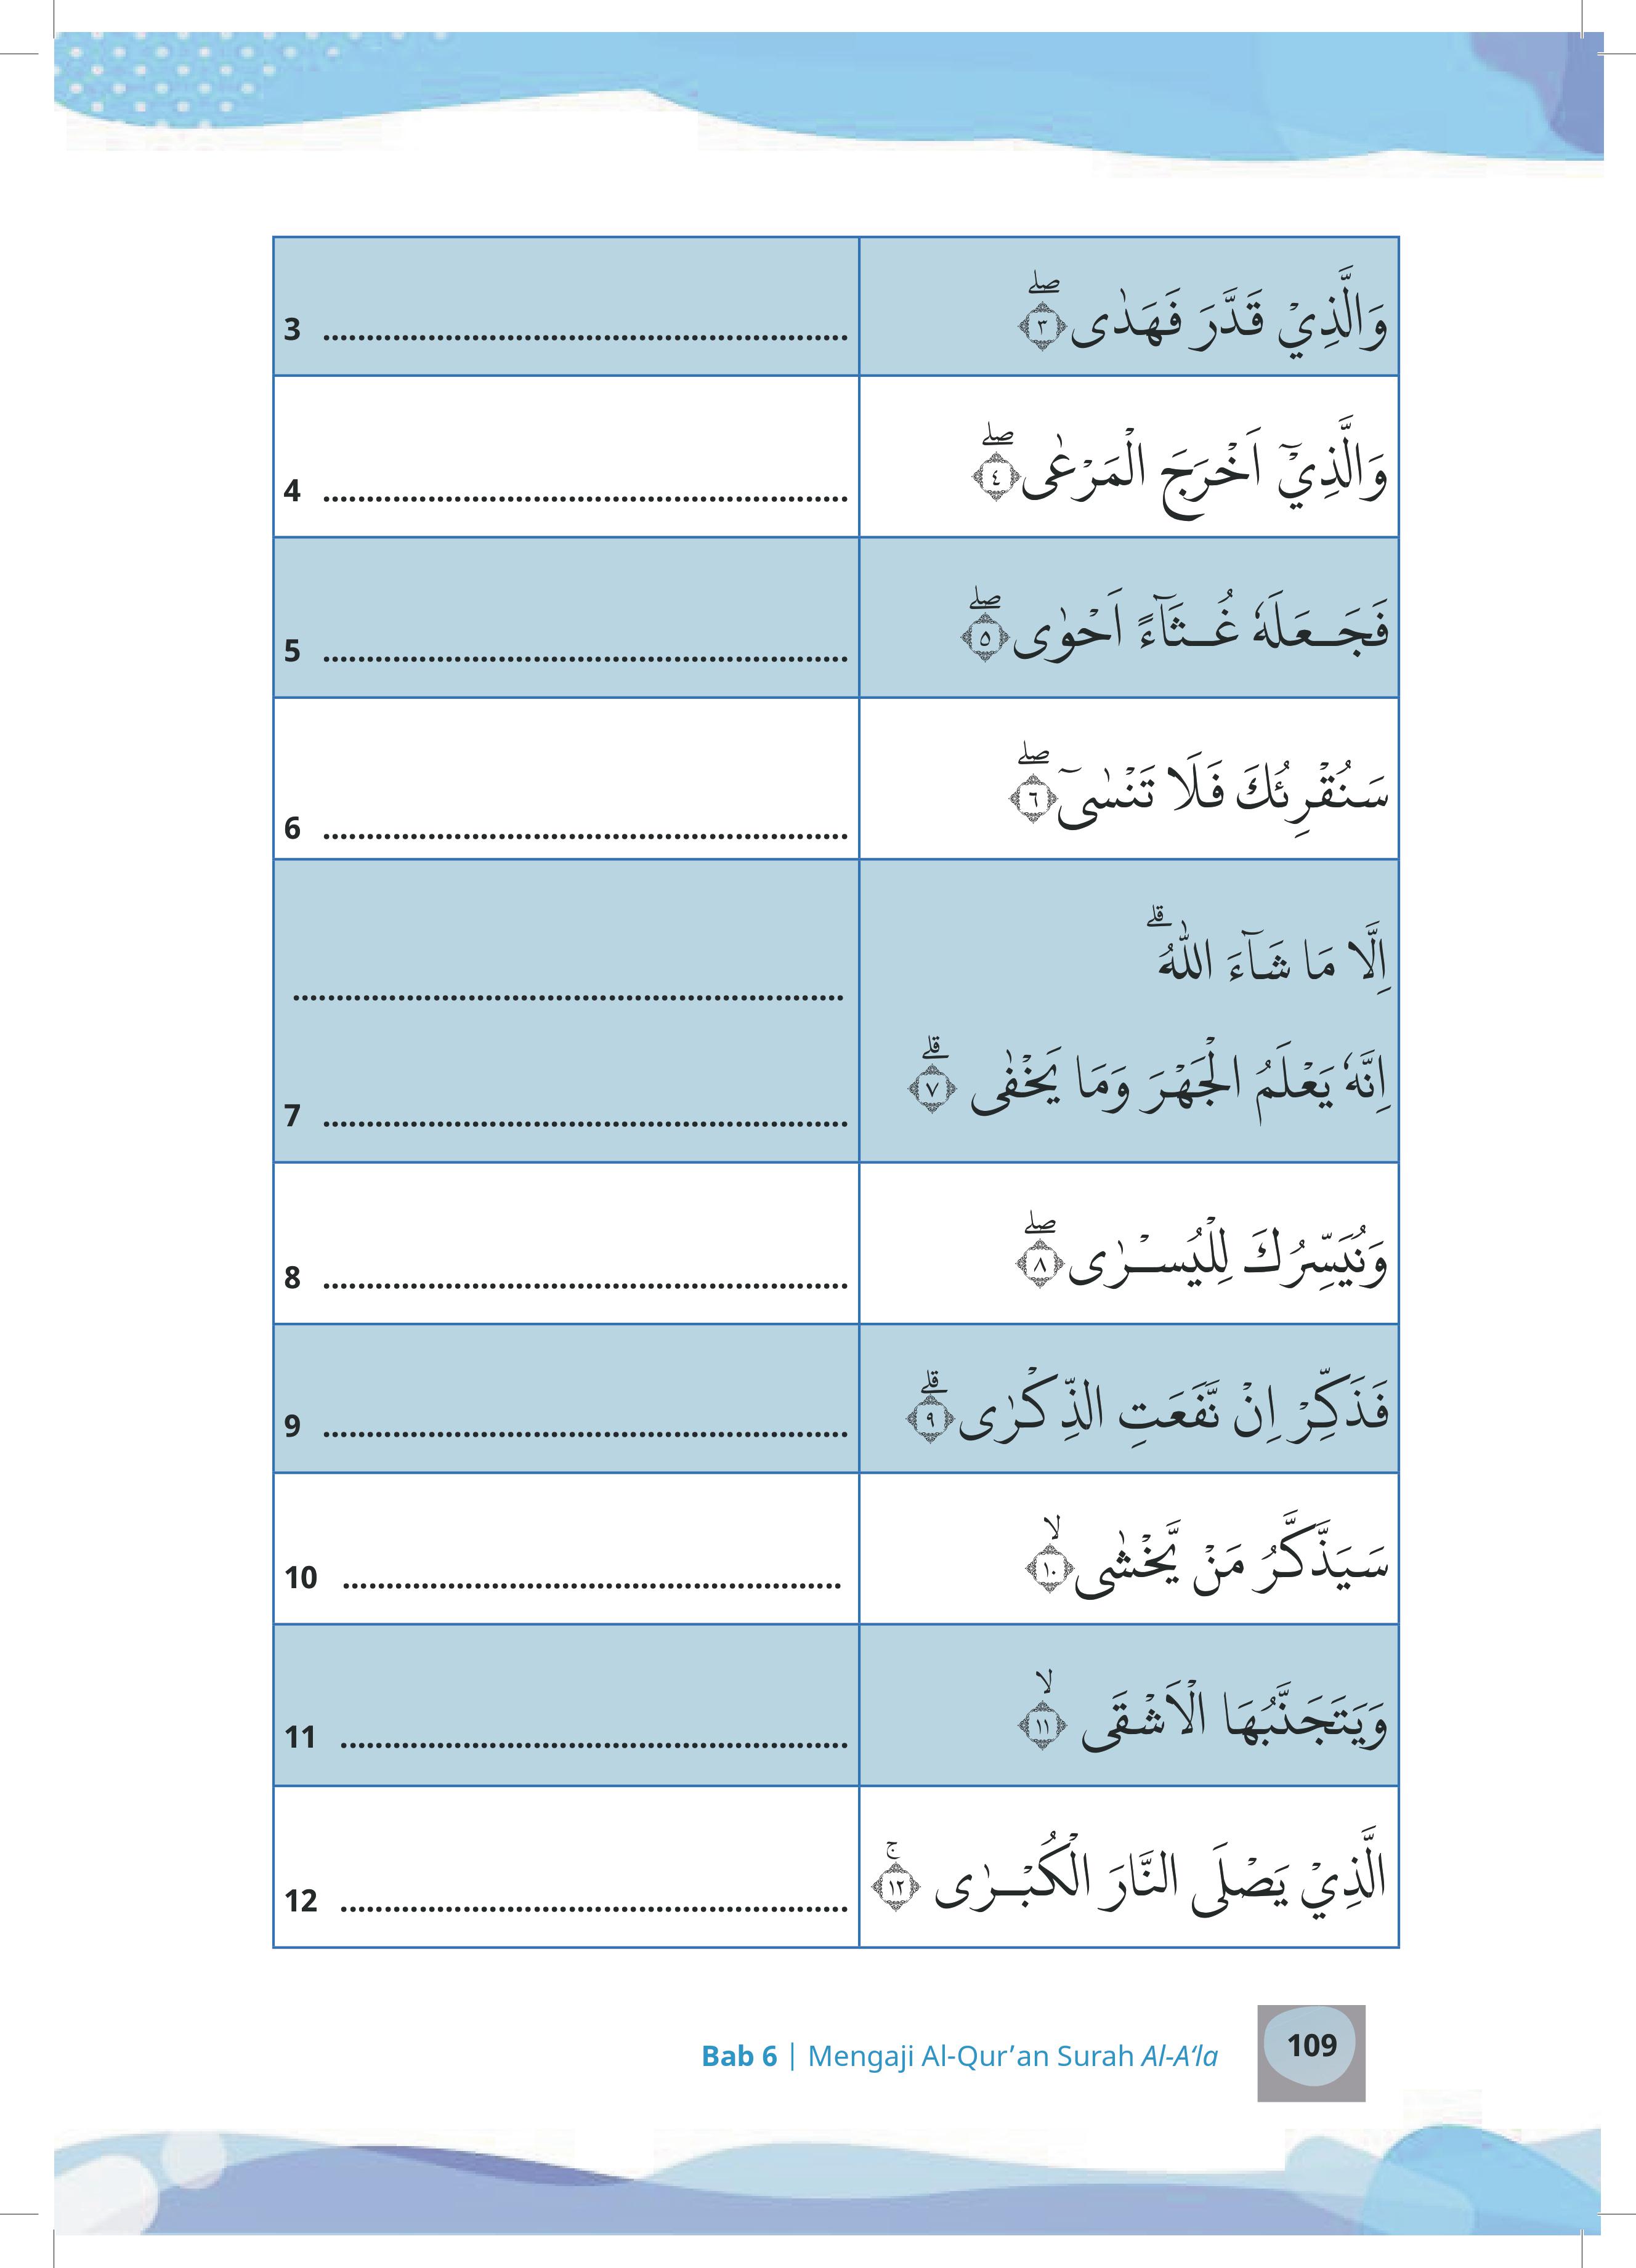 وَالَّذِيْ قَدَّرَ فَهَدٰى ۖ ٣
3 ............................................................
وَالَّذِيْٓ اَخْرَجَ الْمَرْعٰى ۖ ٤
4 ............................................................
فَجَعَلَهٗ غُثَاۤءً اَحْوٰى ۖ ٥
5 ............................................................
سَنُقْرِئُكَ فَلَا تَنْسٰىٓ ۖ ٦
6 ............................................................
اِلَّا مَا شَاۤءَ اللّٰهُ ۗ
...............................................................
اِنَّهٗ يَعْلَمُ الْجَهْرَ وَمَا يَخْفٰى ۗ ٧
7 ............................................................
وَنُيَسِّرُكَ لِلْيُسْرٰى ۖ ٨
8 ............................................................
فَذَكِّرْ اِنْ نَّفَعَتِ الذِّكْرٰى ۗ ٩
9 ............................................................
سَيَذَّكَّرُ مَنْ يَّخْشٰى ۙ ١٠
10 .........................................................
وَيَتَجَنَّبُهَا الْاَشْقَى ۙ ١١
11 ..........................................................
الَّذِيْ يَصْلَى النَّارَ الْكُبْرٰى ۚ ١٢
12 ..........................................................
Bab 6 | Mengaji Al-Qur’an Surah Al-A‘la
109